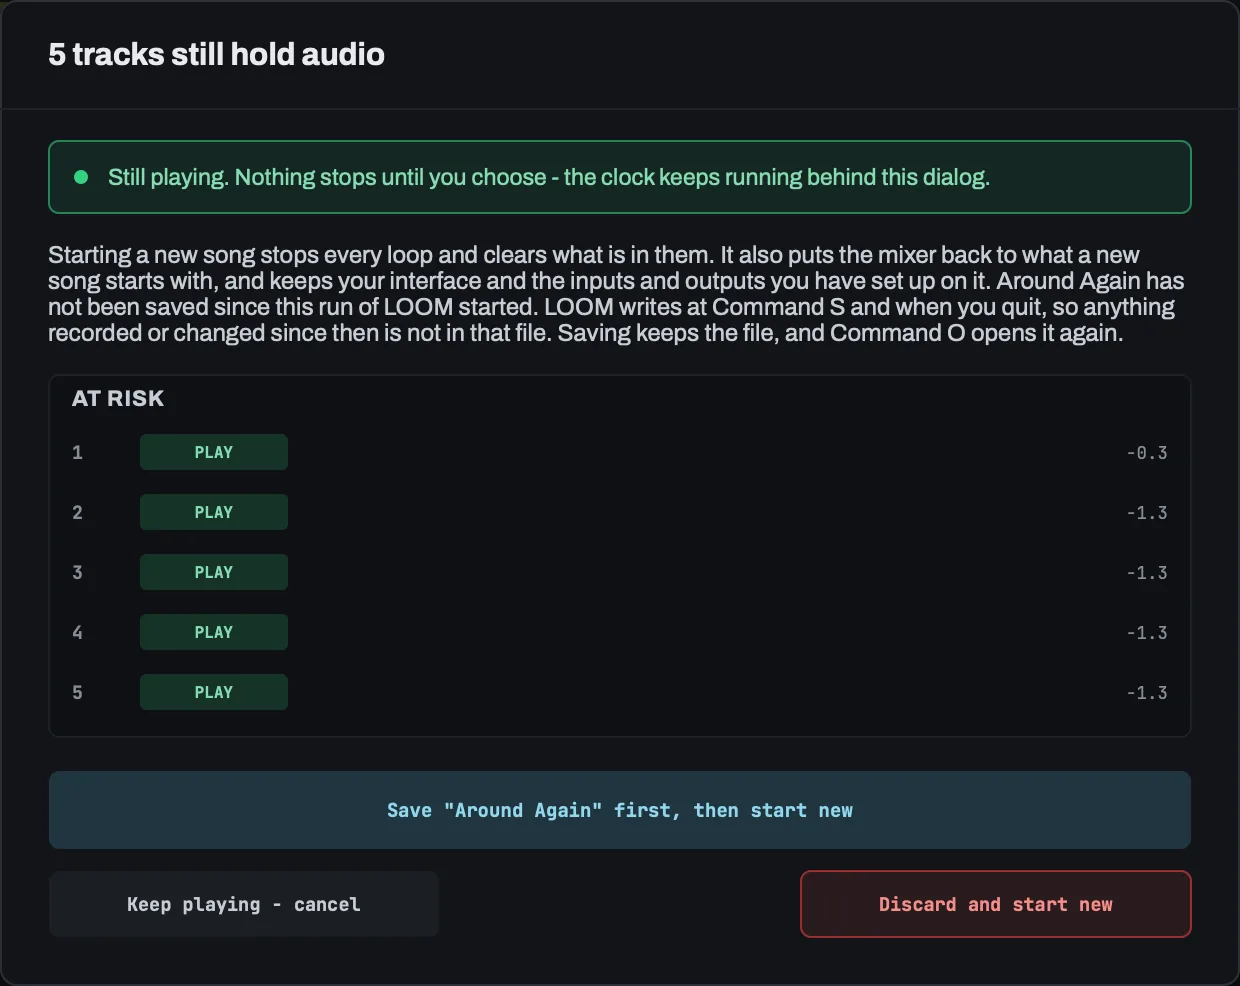 5 tracks still hold audio
Still playing. Nothing stops until you choose - the clock keeps running behind this dialog.
Starting a new song stops every loop and clears what is in them. It also puts the mixer back to what a new
song starts with, and keeps your interface and the inputs and outputs you have set up on it. Around Again has
not been saved since this run of LOOM started. LOOM writes at Command S and when you quit, so anything
recorded or changed since then is not in that file. Saving keeps the file, and Command O opens it again.
AT RISK
1 PLAY -0.3
2 PLAY -1.3
3 PLAY -1.3
4 PLAY -1.3
5 PLAY -1.3
Save "Around Again" first, then start new
Keep playing - cancel
Discard and start new